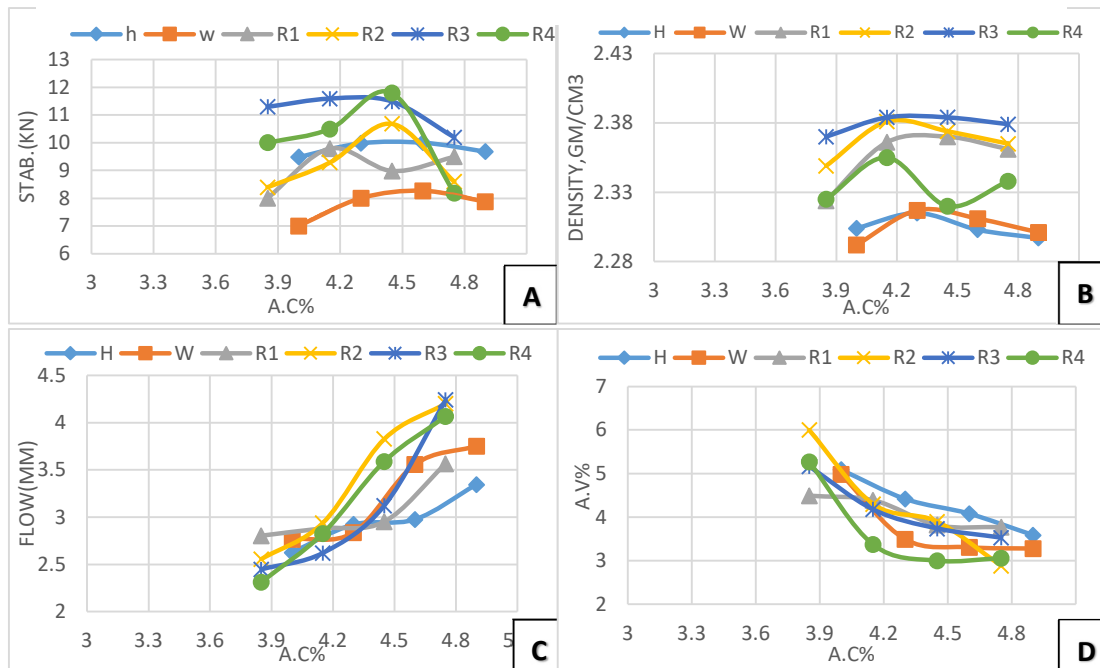 h w R1 R2 R3 R4
STAB.(KN)
13
12
11
10
9
8
7
6
3 3.3 3.6 3.9 4.2 4.5 4.8
A.C%
A
H W R1 R2 R3 R4
DENSITY, GM/CM3
2.43
2.38
2.33
2.28
3 3.3 3.6 3.9 4.2 4.5 4.8
A.C%
B
H W R1 R2 R3 R4
FLOW(MM)
4.5
4
3.5
3
2.5
2
3 3.3 3.6 3.9 4.2 4.5 4.8 5
A.C%
C
H W R1 R2 R3 R4
A.V%
7
6
5
4
3
2
3 3.3 3.6 3.9 4.2 4.5 4.8
A.C%
D